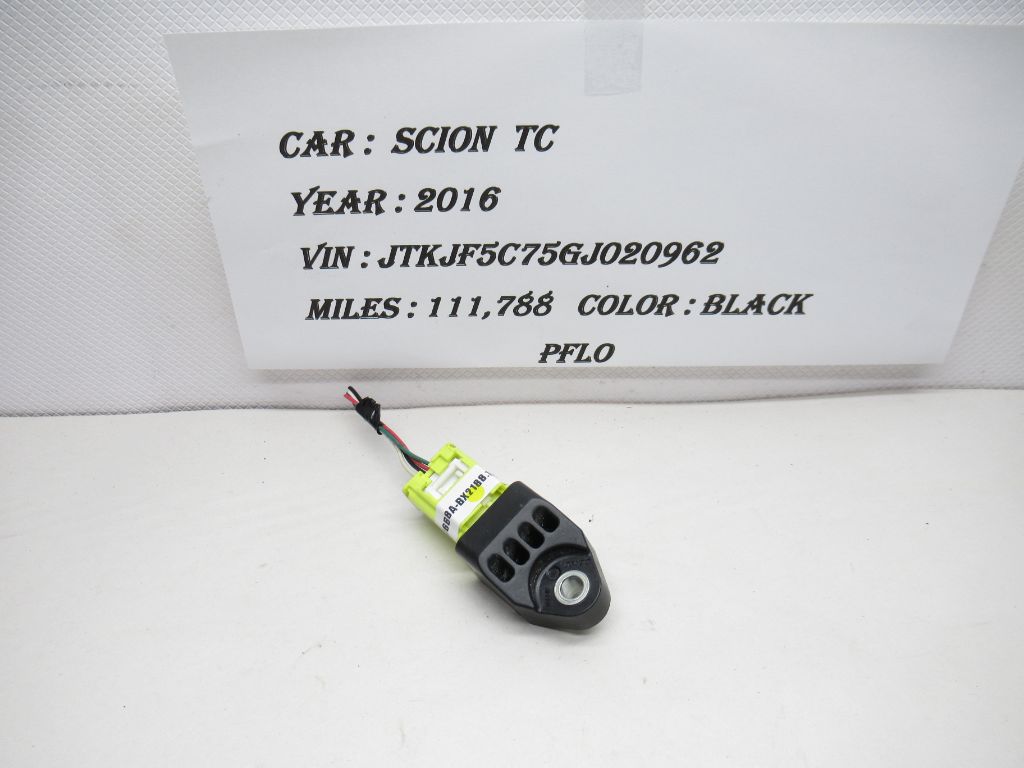 CAR : SCION TC
YEAR : 2016
VIN : JTKJF5C75GJ020962
MILES : 111,788 COLOR : BLACK
PFLO